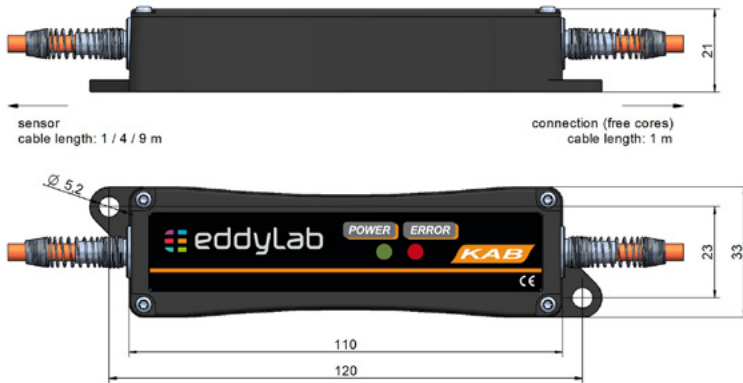 21
sensor
cable length: 1 / 4 / 9 m
connection (free cores)
cable length: 1 m
Ø 5,2
eddyLab
POWER ERROR
KAB
CE
23
33
110
120